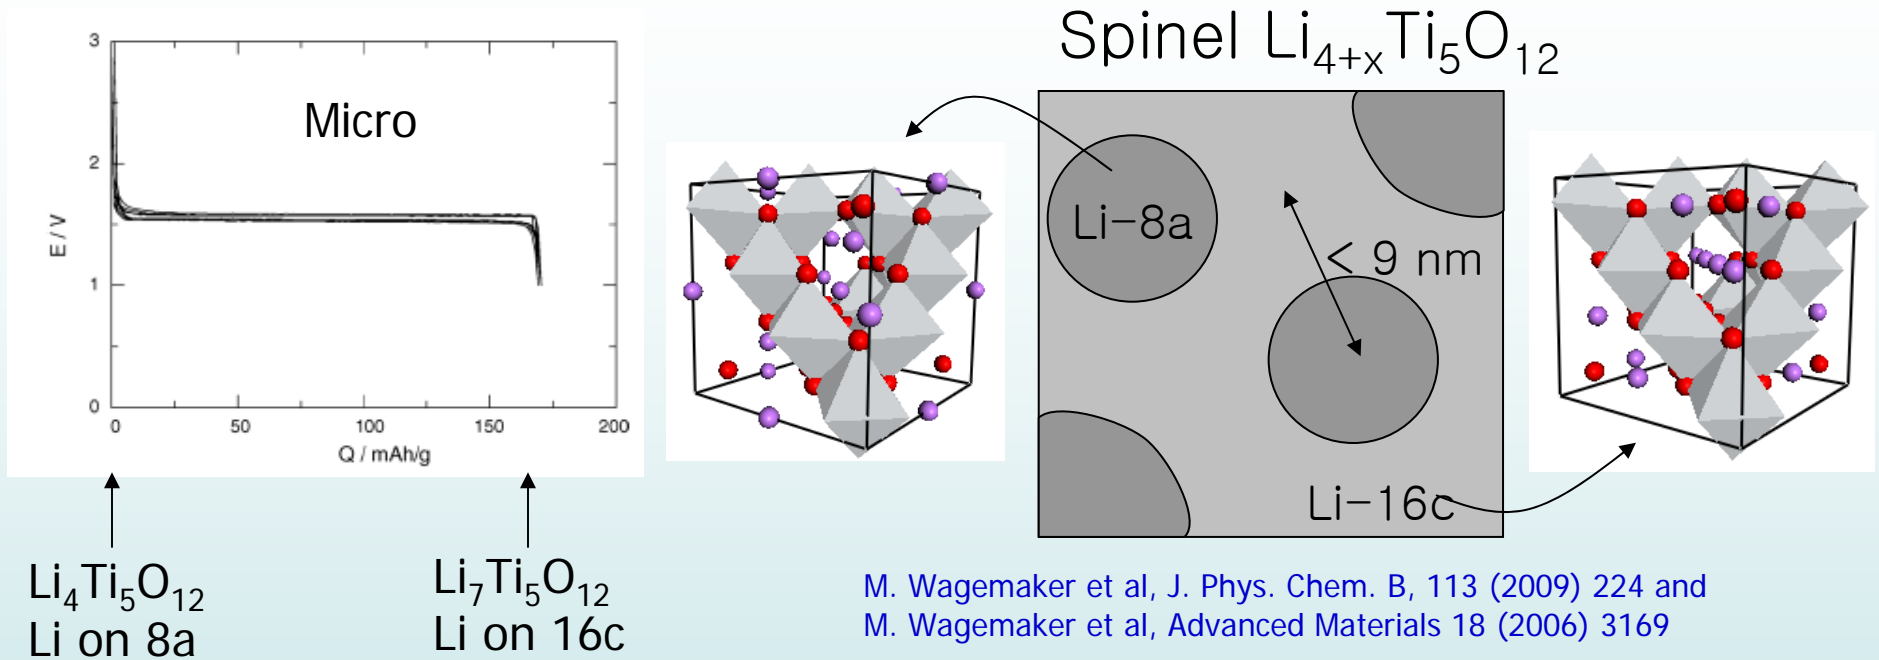 Spinel Li4+xTi5O12
3
Micro
2
E / V
1
0
0 50 100 150 200
Q / mAh/g
Li-8a
< 9 nm
Li-16c
Li4Ti5O12
Li on 8a
Li7Ti5O12
Li on 16c
M. Wagemaker et al, J. Phys. Chem. B, 113 (2009) 224 and
M. Wagemaker et al, Advanced Materials 18 (2006) 3169